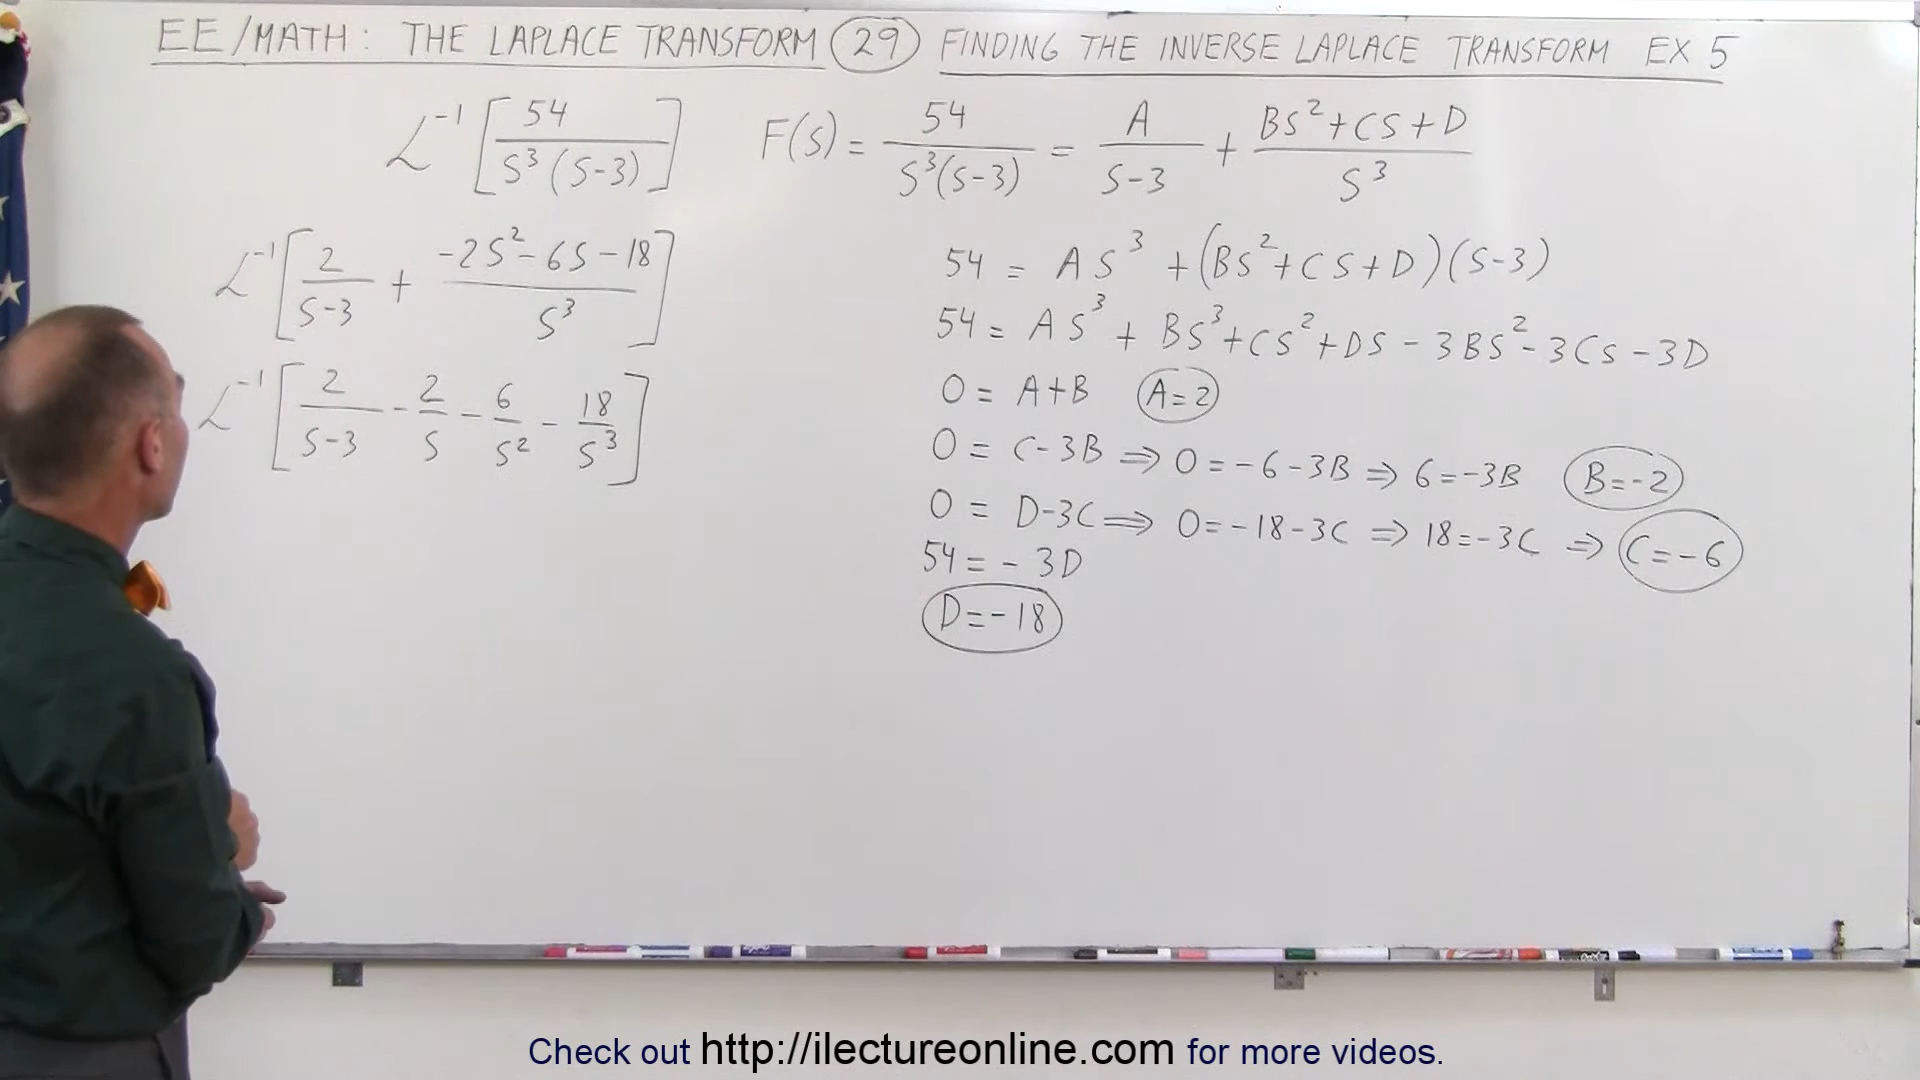 EE/MATH: THE LAPLACE TRANSFORM 29 FINDING THE INVERSE LAPLACE TRANSFORM EX 5
ℒ⁻¹[54/(S³(S-3))]
ℒ⁻¹[2/(S-3) + (-2S²-6S-18)/S³]
ℒ⁻¹[2/(S-3) - 2/S - 6/S² - 18/S³]
F(S) = 54/(S³(S-3)) = A/(S-3) + (BS²+CS+D)/S³
54 = AS³ + (BS²+CS+D)(S-3)
54 = AS³ + BS³+CS²+DS - 3BS² - 3CS - 3D
0 = A+B A=2
0 = C-3B ⇒ 0=-6-3B ⇒ 6=-3B B=-2
0 = D-3C ⇒ 0=-18-3C ⇒ 18=-3C ⇒ C=-6
54 = -3D
D=-18
Check out http://ilectureonline.com for more videos.